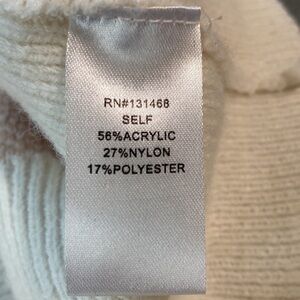 RN#131468
SELF
56%ACRYLIC
27%NYLON
17%POLYESTER